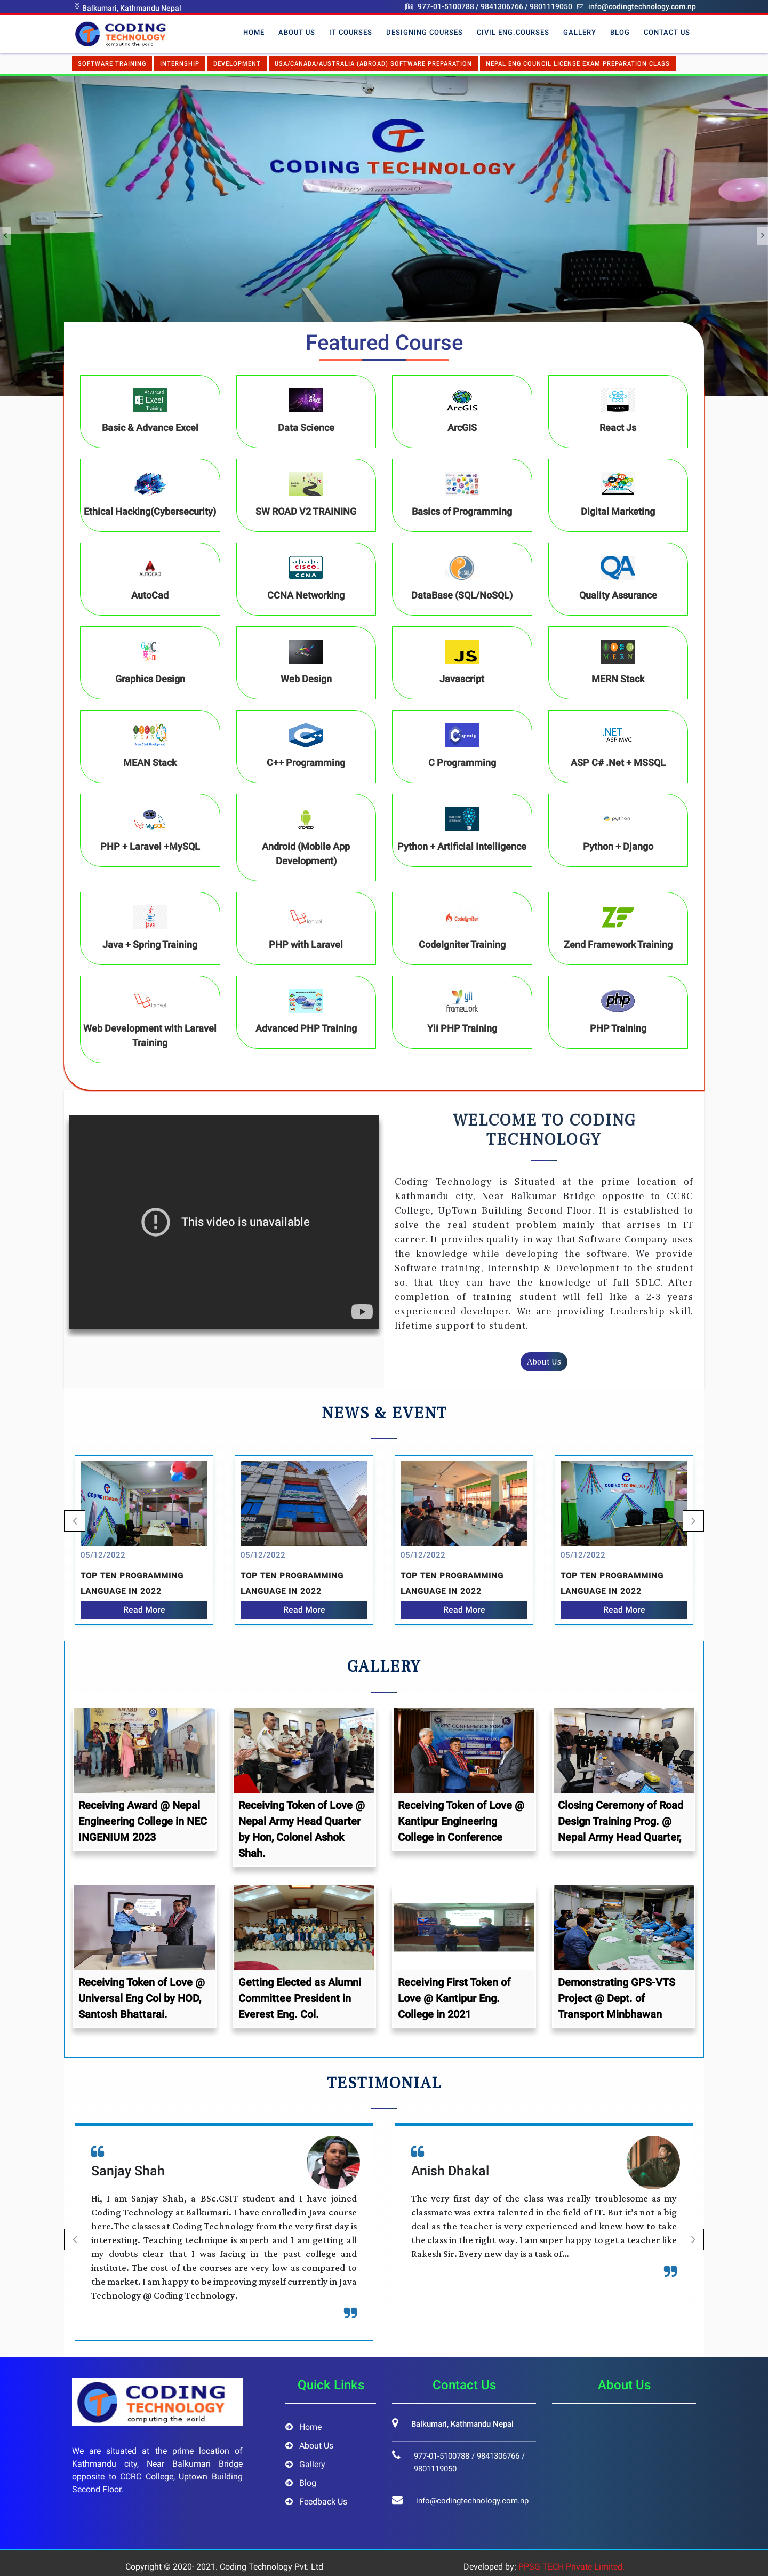 Balkumari, Kathmandu Nepal
977-01-5100788 / 9841306766 / 9801119050
info@codingtechnology.com.np
CODING
TECHNOLOGY
computing the world
HOME
ABOUT US
IT COURSES
DESIGNING COURSES
CIVIL ENG.COURSES
GALLERY
BLOG
CONTACT US
SOFTWARE TRAINING
INTERNSHIP
DEVELOPMENT
USA/CANADA/AUSTRALIA (ABROAD) SOFTWARE PREPARATION
NEPAL ENG COUNCIL LICENSE EXAM PREPARATION CLASS
CODING TECHNOLOGY
Happy Anniversary
Featured Course
Advanced
Excel
Training
Basic & Advance Excel
Data Science
ArcGIS
ArcGIS
React Js
Ethical Hacking(Cybersecurity)
SW ROAD V2 TRAINING
Basics of Programming
Digital Marketing
AUTOCAD
AutoCad
CISCO
CCNA
CCNA Networking
DataBase (SQL/NoSQL)
QA
Quality Assurance
Graphics Design
Web Design
JS
Javascript
MERN
MERN Stack
MEAN
MEAN Stack
C++ Programming
C Programming
.NET
ASP MVC
ASP C# .Net + MSSQL
php
MySQL
PHP + Laravel +MySQL
Android (Mobile App
Development)
Python + Artificial Intelligence
python
Python + Django
Java
Java + Spring Training
laravel
PHP with Laravel
CodeIgniter
CodeIgniter Training
ZF
Zend Framework Training
laravel
Web Development with Laravel
Training
Advanced PHP Training
yii
framework
Yii PHP Training
php
PHP Training
This video is unavailable
WELCOME TO CODING
TECHNOLOGY
Coding Technology is Situated at the prime location of
Kathmandu city, Near Balkumar Bridge opposite to CCRC
College, UpTown Building Second Floor. It is established to
solve the real student problem mainly that arrises in IT
carrer. It provides quality in way that Software Company uses
the knowledge while developing the software. We provide
Software training, Internship & Development to the student
so, that they can have the knowledge of full SDLC. After
completion of training student will fell like a 2-3 years
experienced developer. We are providing Leadership skill,
lifetime support to student.
About Us
NEWS & EVENT
05/12/2022
TOP TEN PROGRAMMING
LANGUAGE IN 2022
Read More
05/12/2022
TOP TEN PROGRAMMING
LANGUAGE IN 2022
Read More
05/12/2022
TOP TEN PROGRAMMING
LANGUAGE IN 2022
Read More
CODING TECHNOLOGY
05/12/2022
TOP TEN PROGRAMMING
LANGUAGE IN 2022
Read More
GALLERY
Receiving Award @ Nepal
Engineering College in NEC
INGENIUM 2023
Receiving Token of Love @
Nepal Army Head Quarter
by Hon, Colonel Ashok
Shah.
Receiving Token of Love @
Kantipur Engineering
College in Conference
Closing Ceremony of Road
Design Training Prog. @
Nepal Army Head Quarter,
Receiving Token of Love @
Universal Eng Col by HOD,
Santosh Bhattarai.
Getting Elected as Alumni
Committee President in
Everest Eng. Col.
Receiving First Token of
Love @ Kantipur Eng.
College in 2021
Demonstrating GPS-VTS
Project @ Dept. of
Transport Minbhawan
TESTIMONIAL
Sanjay Shah
Hi, I am Sanjay Shah, a BSc.CSIT student and I have joined
Coding Technology at Balkumari. I have enrolled in Java course
here.The classes at Coding Technology from the very first day is
interesting. Teaching technique is superb and I am getting all
my doubts clear that I was facing in the past college and
institute. The cost of the courses are very low as compared to
the market. I am happy to be improving myself currently in Java
Technology @ Coding Technology.
Anish Dhakal
The very first day of the class was really troublesome as my
classmate was extra talented in the field of IT. But it's not a big
deal as the teacher is very experienced and knew how to take
the class in the right way. I am super happy to get a teacher like
Rakesh Sir. Every new day is a task of...
CODING
TECHNOLOGY
computing the world
We are situated at the prime location of
Kathmandu city, Near Balkumari Bridge
opposite to CCRC College, Uptown Building
Second Floor.
Quick Links
Home
About Us
Gallery
Blog
Feedback Us
Contact Us
Balkumari, Kathmandu Nepal
977-01-5100788 / 9841306766 /
9801119050
info@codingtechnology.com.np
About Us
Copyright © 2020- 2021. Coding Technology Pvt. Ltd
Developed by: PPSG TECH Private Limited.